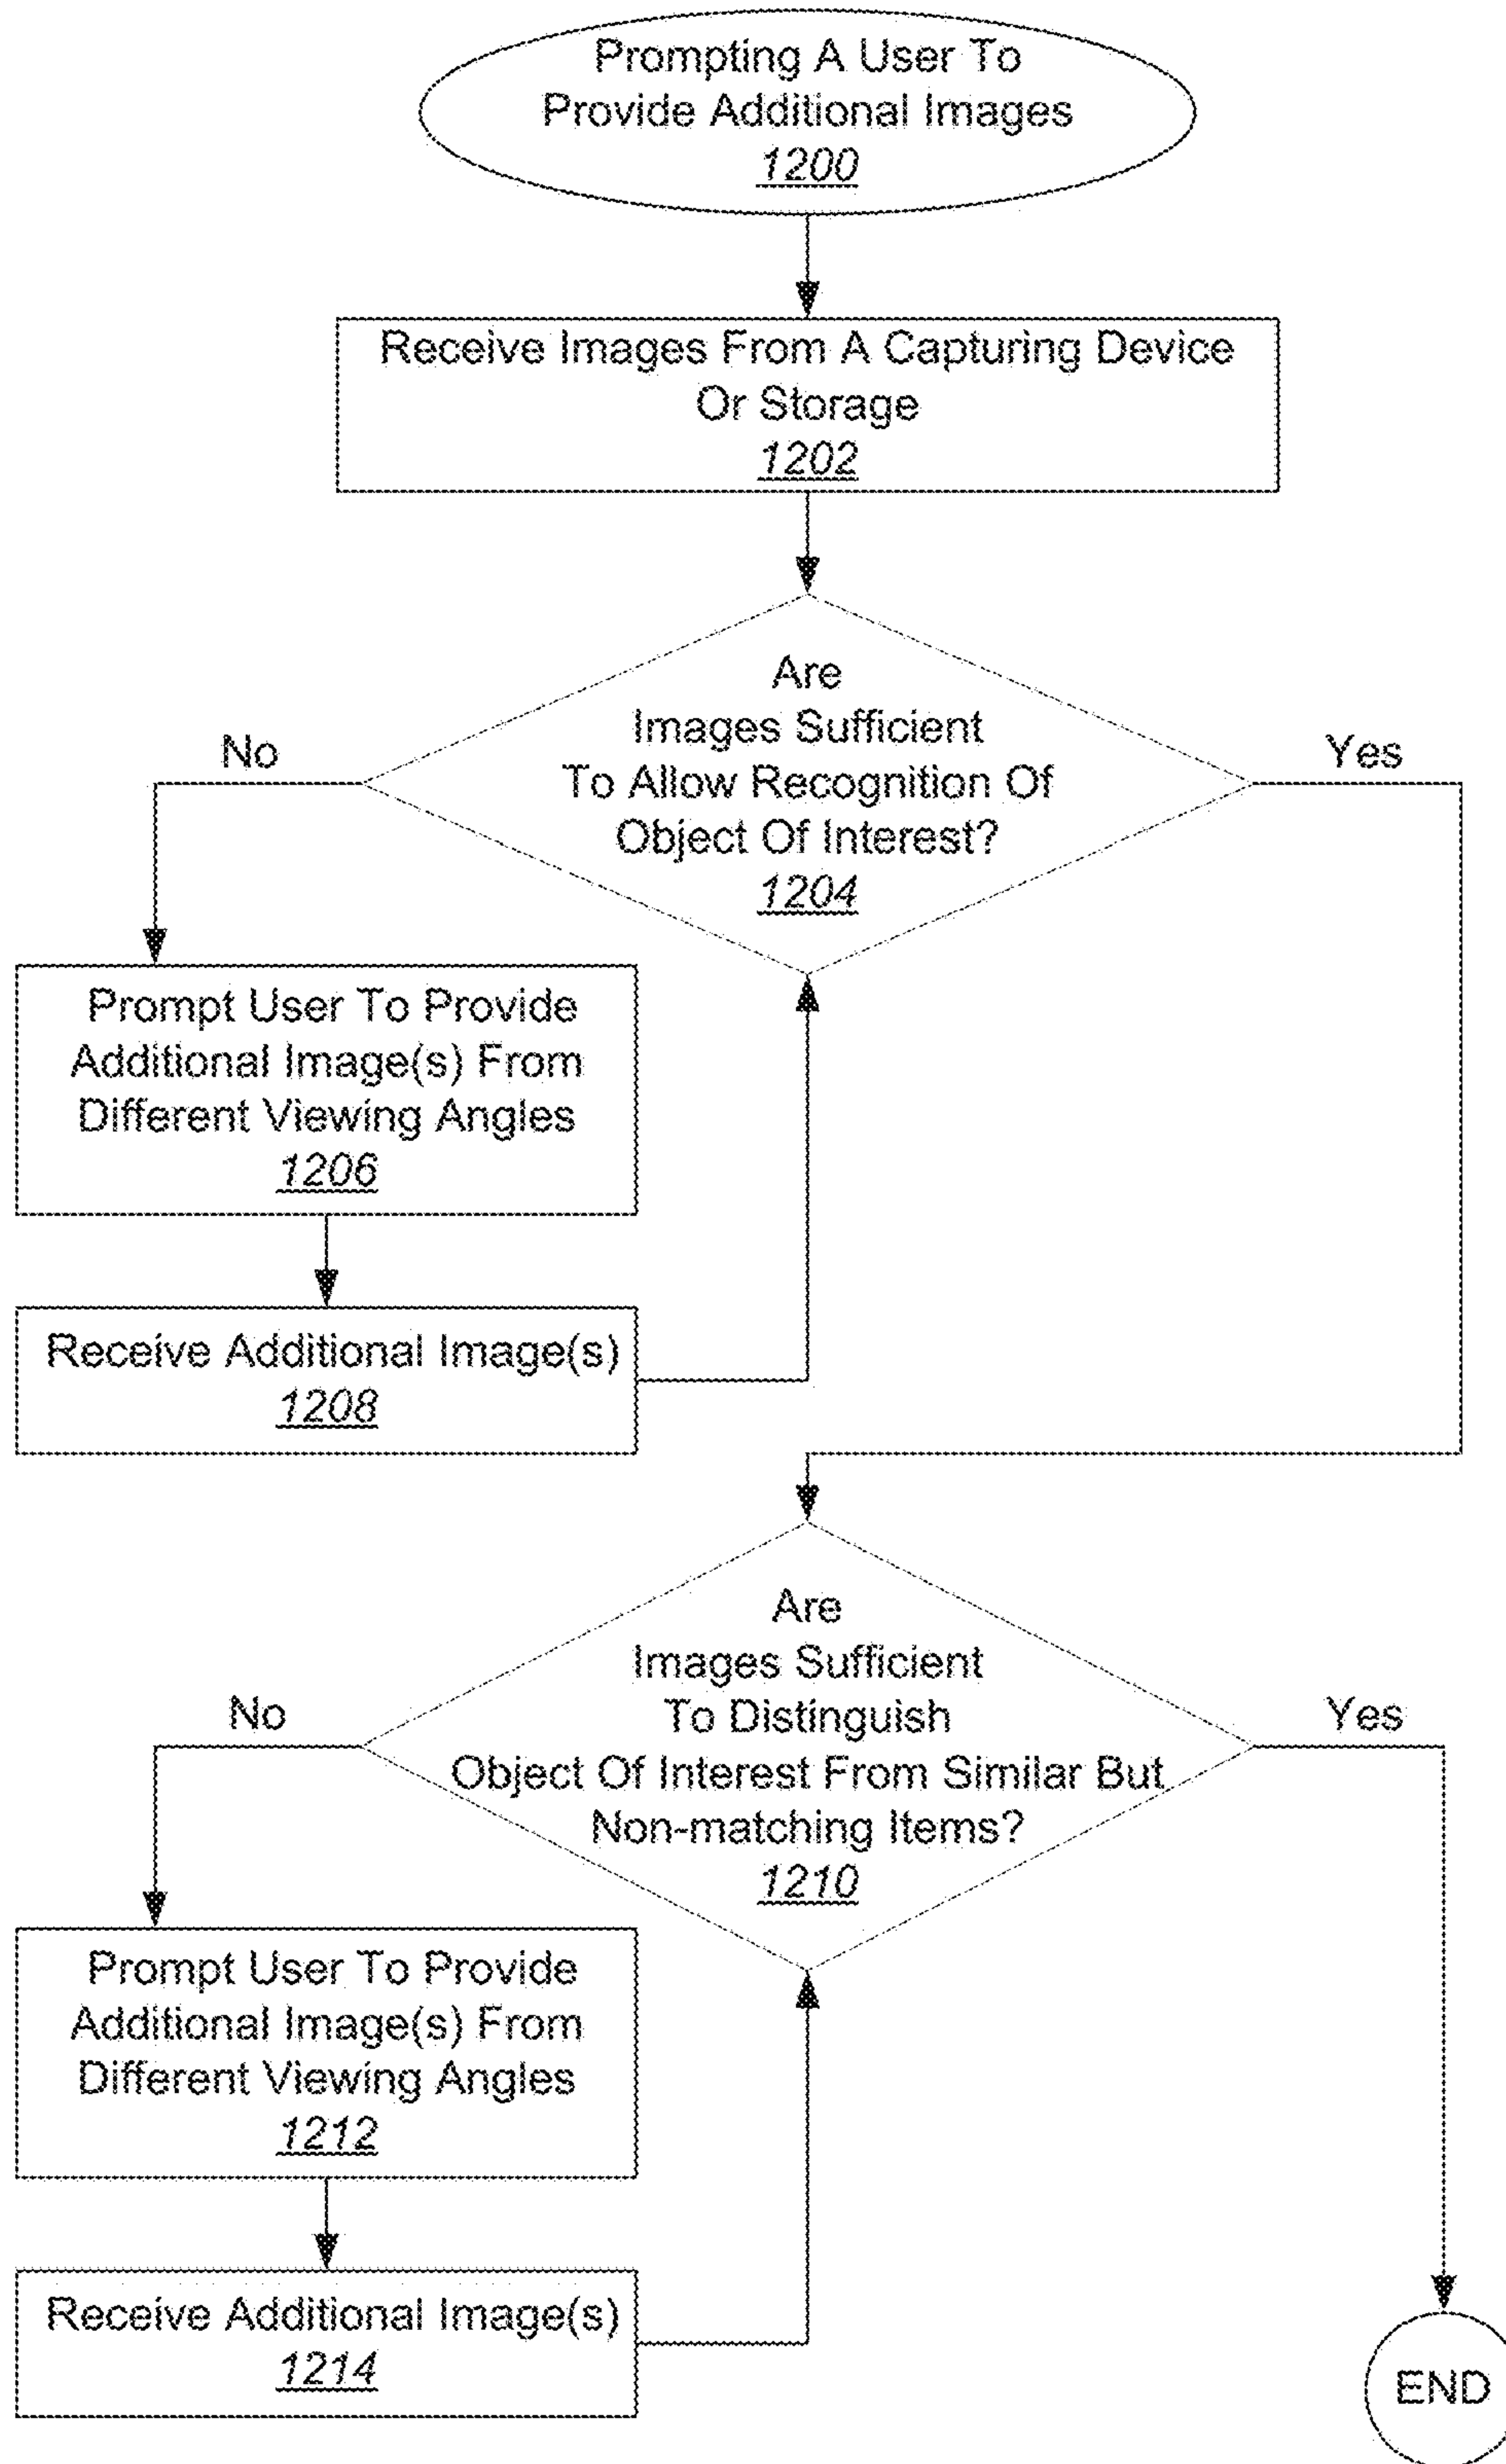 Prompting A User To
Provide Additional Images
1200
Receive Images From A Capturing Device
Or Storage
1202
Are
Images Sufficient
To Allow Recognition Of
Object Of Interest?
1204
No
Yes
Prompt User To Provide
Additional Image(s) From
Different Viewing Angles
1206
Receive Additional Image(s)
1208
Are
Images Sufficient
To Distinguish
Object Of Interest From Similar But
Non-matching Items?
1210
No
Yes
Prompt User To Provide
Additional Image(s) From
Different Viewing Angles
1212
Receive Additional Image(s)
1214
END